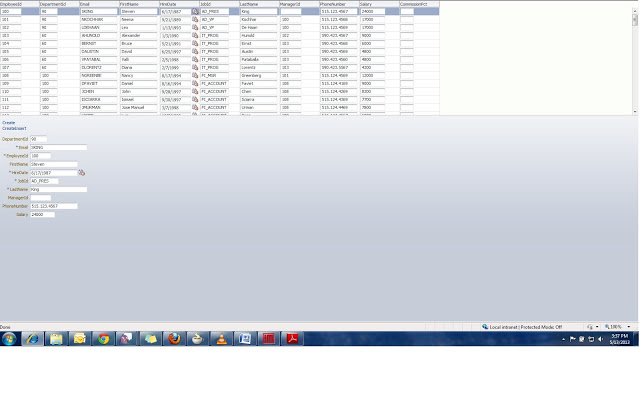 EmployeeId DepartmentId Email FirstName HireDate JobId LastName ManagerId PhoneNumber Salary CommissionPct
100 90 SKING Steven 6/17/1987 AD_PRES King 515.123.4567 24000
101 90 NKOCHHAR Neena 9/21/1989 AD_VP Kochhar 100 515.123.4568 17000
102 90 LDEHAAN Lex 1/13/1993 AD_VP De Haan 100 515.123.4569 17000
103 60 AHUNOLD Alexander 1/3/1990 IT_PROG Hunold 102 590.423.4567 9000
104 60 BERNST Bruce 5/21/1991 IT_PROG Ernst 103 590.423.4568 6000
105 60 DAUSTIN David 6/25/1997 IT_PROG Austin 103 590.423.4569 4800
106 60 VPATABAL Valli 2/5/1998 IT_PROG Pataballa 103 590.423.4560 4800
107 60 DLORENTZ Diana 2/7/1999 IT_PROG Lorentz 103 590.423.5567 4200
108 100 NGREENBE Nancy 8/17/1994 FI_MGR Greenberg 101 515.124.4569 12000
109 100 DFAVIET Daniel 8/16/1994 FI_ACCOUNT Faviet 108 515.124.4169 9000
110 100 JCHEN John 9/28/1997 FI_ACCOUNT Chen 108 515.124.4269 8200
111 100 ISCIARRA Ismael 9/30/1997 FI_ACCOUNT Sciarra 108 515.124.4369 7700
112 100 JMURMAN Jose Manuel 3/7/1998 FI_ACCOUNT Urman 108 515.124.4469 7800
Create
CreateInsert
DepartmentId 90
* Email SKING
* EmployeeId 100
FirstName Steven
* HireDate 6/17/1987
* JobId AD_PRES
* LastName King
ManagerId
PhoneNumber 515.123.4567
Salary 24000
Done Local intranet | Protected Mode: Off 100%
3:37 PM
5/13/2013